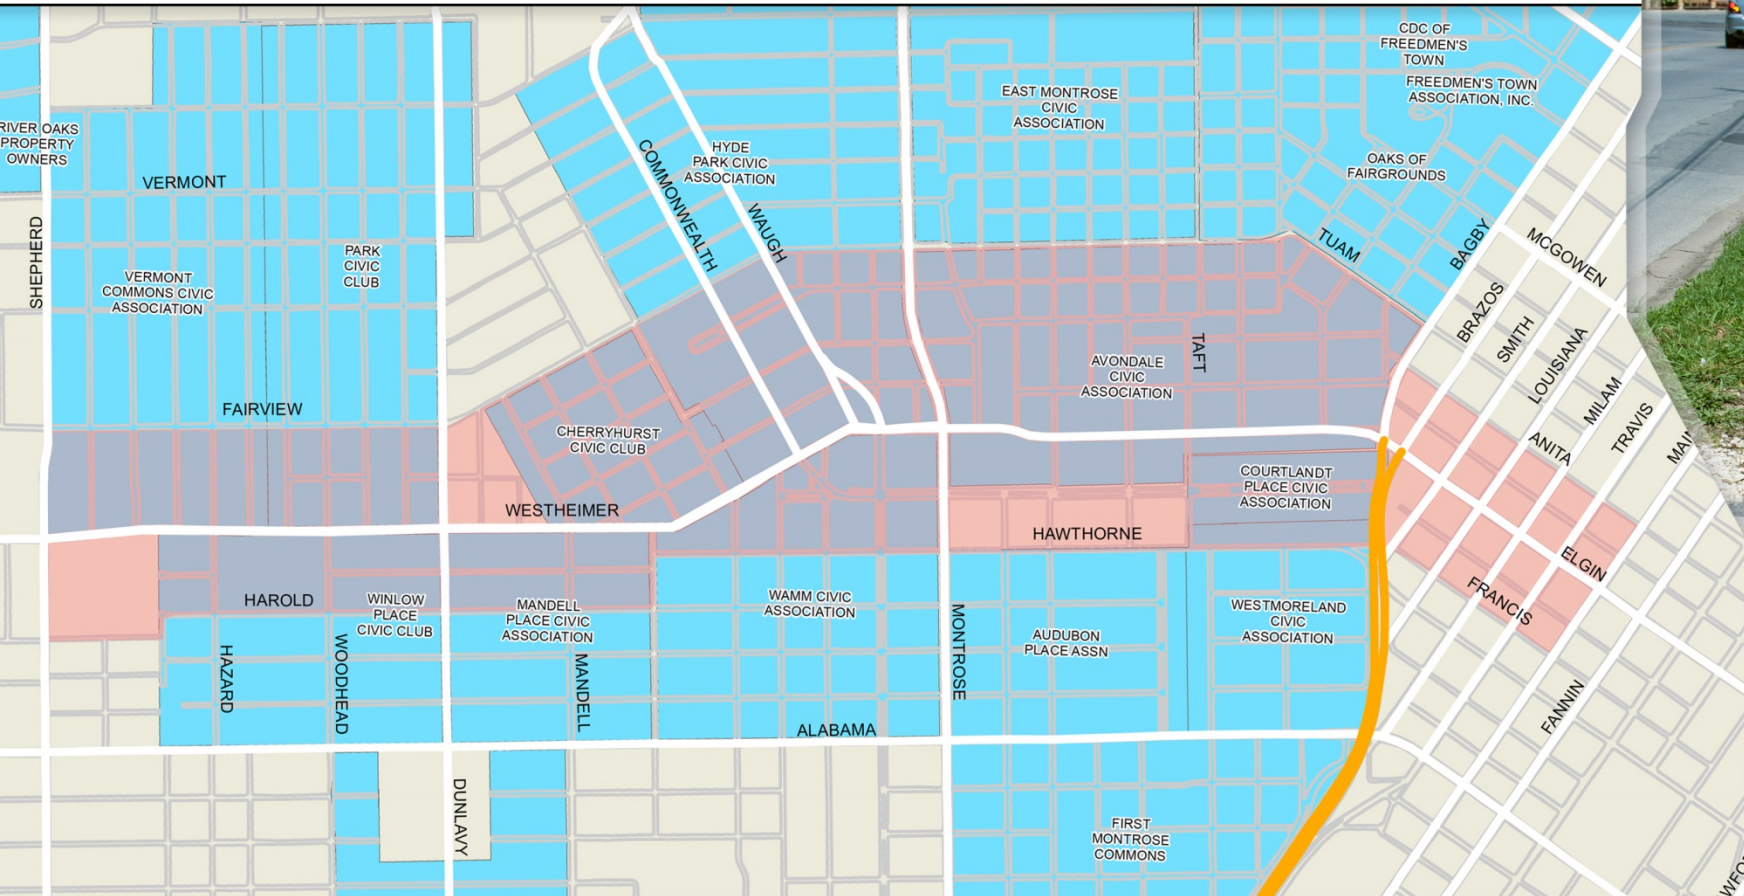 CDC OF
FREEDMEN'S
TOWN
FREEDMEN'S TOWN
ASSOCIATION, INC.
EAST MONTROSE
CIVIC
ASSOCIATION
RIVER OAKS
PROPERTY
OWNERS
HYDE
PARK CIVIC
ASSOCIATION
OAKS OF
FAIRGROUNDS
VERMONT
COMMONWEALTH
WAUGH
SHEPHERD
PARK
CIVIC
CLUB
VERMONT
COMMONS CIVIC
ASSOCIATION
TUAM
BAGBY
MCGOWEN
BRAZOS
SMITH
LOUISIANA
MILAM
TRAVIS
MAIN
TAFT
AVONDALE
CIVIC
ASSOCIATION
FAIRVIEW
CHERRYHURST
CIVIC CLUB
ANITA
COURTLANDT
PLACE CIVIC
ASSOCIATION
WESTHEIMER
HAWTHORNE
ELGIN
FRANCIS
HAROLD
WINLOW
PLACE
CIVIC CLUB
MANDELL
PLACE CIVIC
ASSOCIATION
WAMM CIVIC
ASSOCIATION
WESTMORELAND
CIVIC
ASSOCIATION
AUDUBON
PLACE ASSN
HAZARD
WOODHEAD
MANDELL
MONTROSE
FANNIN
ALABAMA
DUNLAVY
FIRST
MONTROSE
COMMONS